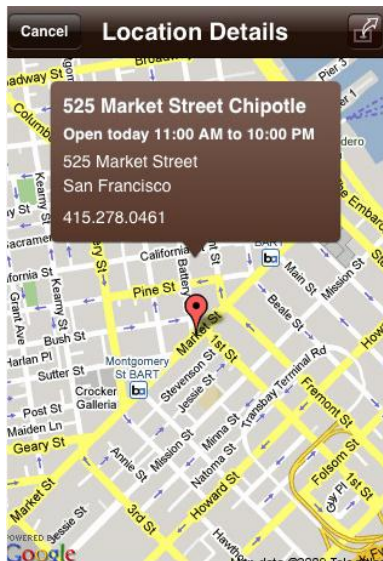 Cancel
Location Details
525 Market Street Chipotle
Open today 11:00 AM to 10:00 PM
525 Market Street
San Francisco
415.278.0461
Broadway
Pier 3
Kearny St
California St
BART
Battery
Pine St
Main St
Mission St
Beale St
Grant Ave
Kearny St
Bush St
Market St
1st St
Harlan Pl
Sutter St
Montgomery
St BART
Stevenson St
Jessie St
Transbay Terminal Rd
Crocker
Galleria
Fremont St
Post St
Maiden Ln
Geary St
Minna St
Natoma St
Folsom St
Annie St
Mission St
1st St
Howard St
Market St
3rd St
Jessie St
POWERED BY
Google